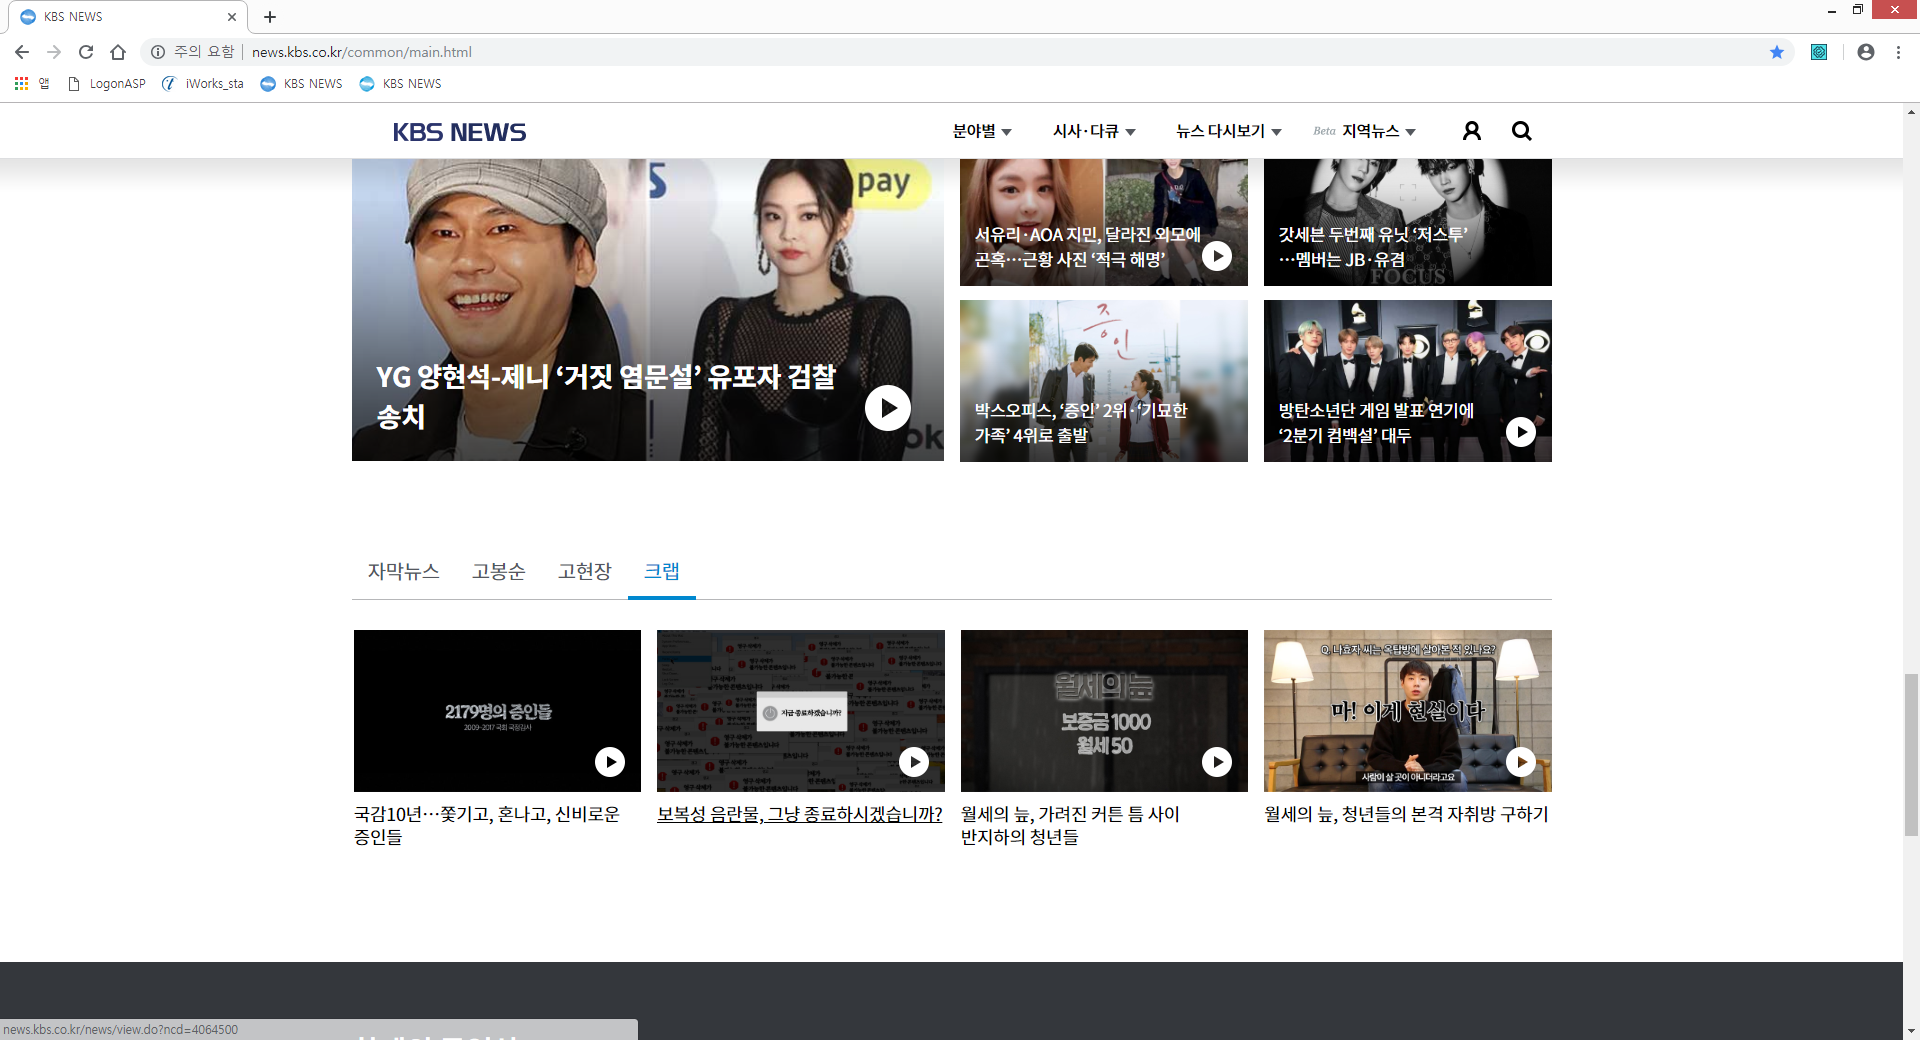 KBS NEWS
주의 요함
news.kbs.co.kr/common/main.html
앱
LogonASP
iWorks_sta
KBS NEWS
KBS NEWS
KBS NEWS
분야별
시사·다큐
뉴스 다시보기
Beta 지역뉴스
pay
YG 양현석-제니 ‘거짓 염문설’ 유포자 검찰
송치
서유리·AOA 지민, 달라진 외모에
곤혹…근황 사진 ‘적극 해명’
갓세븐 두번째 유닛 ‘저스투’
…멤버는 JB·유겸
FOCUS
증인
박스오피스, ‘증인’ 2위·‘기묘한
가족’ 4위로 출발
방탄소년단 게임 발표 연기에
‘2분기 컴백설’ 대두
자막뉴스
고봉순
고현장
크랩
2179명의 증인들
2009-2017 국회 국정감사
지금 종료하겠습니까?
월세의 늪
보증금 1000
월세 50
Q. 나효자 씨는 옥탑방에 살아본 적 있나요?
마! 이게 현실이다
사람이 살 곳이 아니더라고요
국감10년…쫓기고, 혼나고, 신비로운
증인들
보복성 음란물, 그냥 종료하시겠습니까?
월세의 늪, 가려진 커튼 틈 사이
반지하의 청년들
월세의 늪, 청년들의 본격 자취방 구하기
news.kbs.co.kr/news/view.do?ncd=4064500